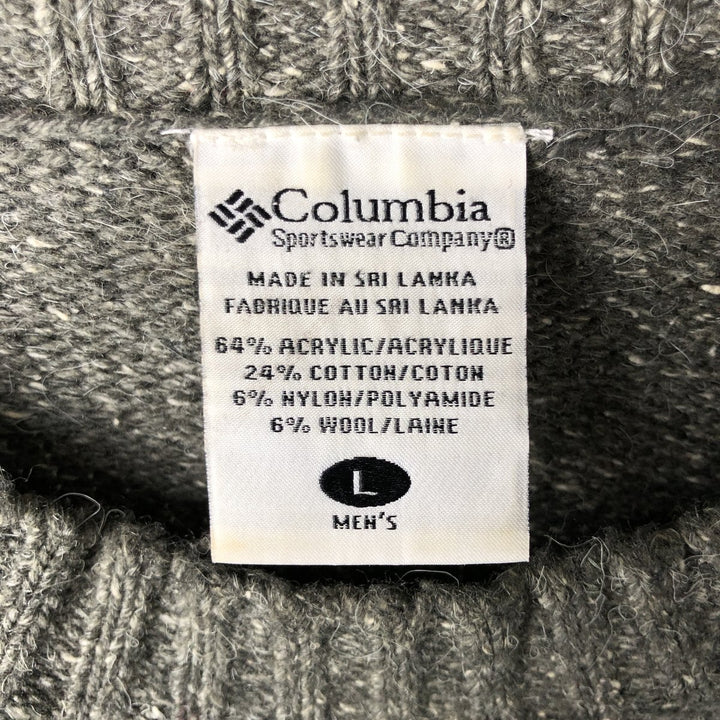 Columbia
Sportswear Company®
MADE IN SRI LANKA
FABRIQUE AU SRI LANKA
64% ACRYLIC/ACRYLIQUE
24% COTTON/COTON
6% NYLON/POLYAMIDE
6% WOOL/LAINE
L
MEN'S